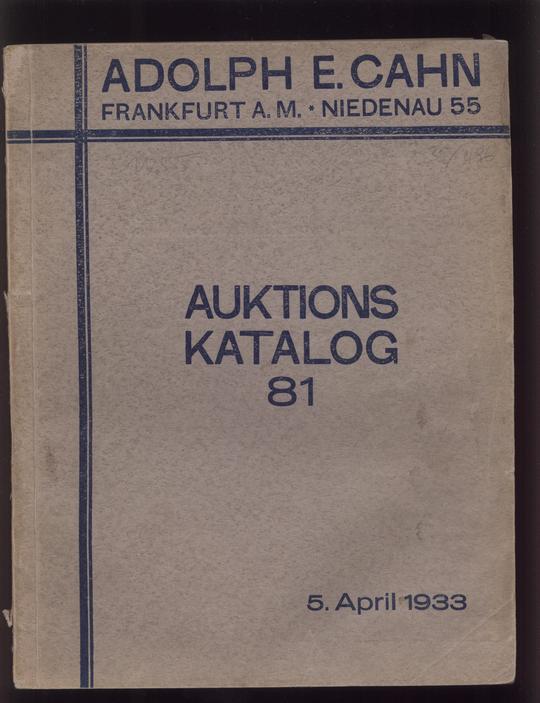 ADOLPH E. CAHN
FRANKFURT A. M. * NIEDENAU 55
AUKTIONS
KATALOG
81
5. April 1933